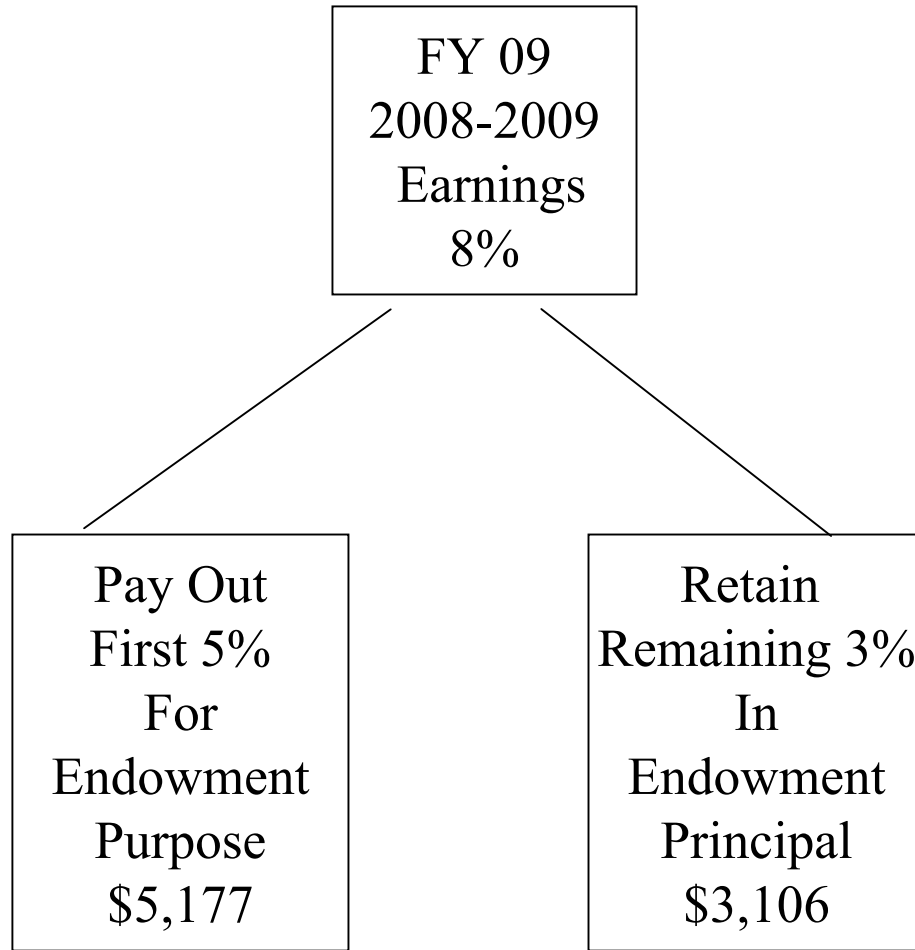 FY 09
2008-2009
Earnings
8%
Pay Out
First 5%
For
Endowment
Purpose
$5,177
Retain
Remaining 3%
In
Endowment
Principal
$3,106